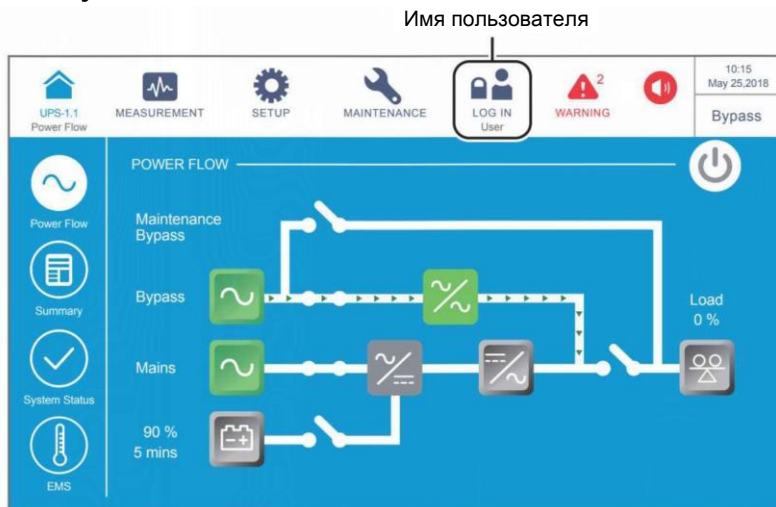 Имя пользователя
10:15
May 25,2018
UPS-1.1
Power Flow
MEASUREMENT
SETUP
MAINTENANCE
LOG IN
User
2
WARNING
Bypass
POWER FLOW
Power Flow
Maintenance
Bypass
Summary
Bypass
Load
0 %
System Status
Mains
90 %
5 mins
EMS